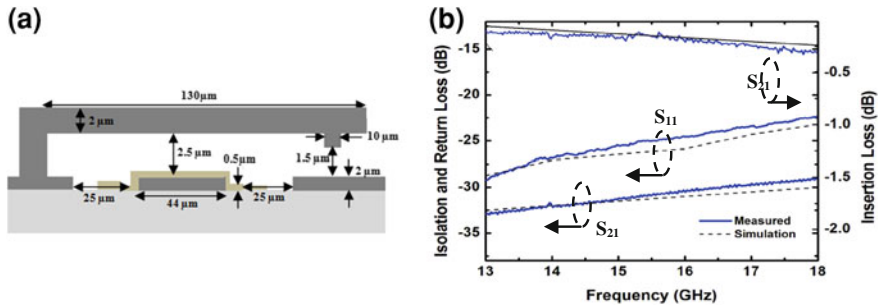 (a)
130µm
2 µm
10 µm
2.5 µm
1.5 µm
0.5µm
2 µm
25 µm
44 µm
25 µm
(b)
Isolation and Return Loss (dB)
-15
-20
-25
-30
-35
S21
S11
S21
Measured
Simulation
-0.5
-1.0
-1.5
-2.0
Insertion Loss (dB)
13
14
15
16
17
18
Frequency (GHz)